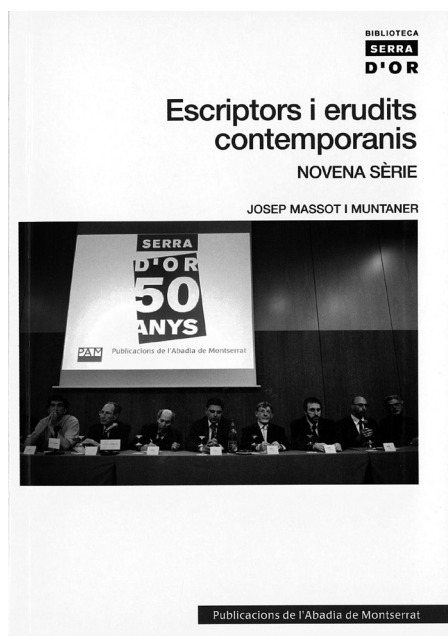 BIBLIOTECA
SERRA
D'OR
Escriptors i erudits
contemporanis
NOVENA SÈRIE
JOSEP MASSOT I MUNTANER
SERRA
D'OR
50
ANYS
PAM Publicacions de l'Abadia de Montserrat
Publicacions de l'Abadia de Montserrat